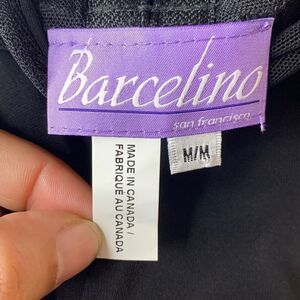 Barcelino
san francisco
M/M
MADE IN CANADA /
FABRIQUÉ AU CANADA